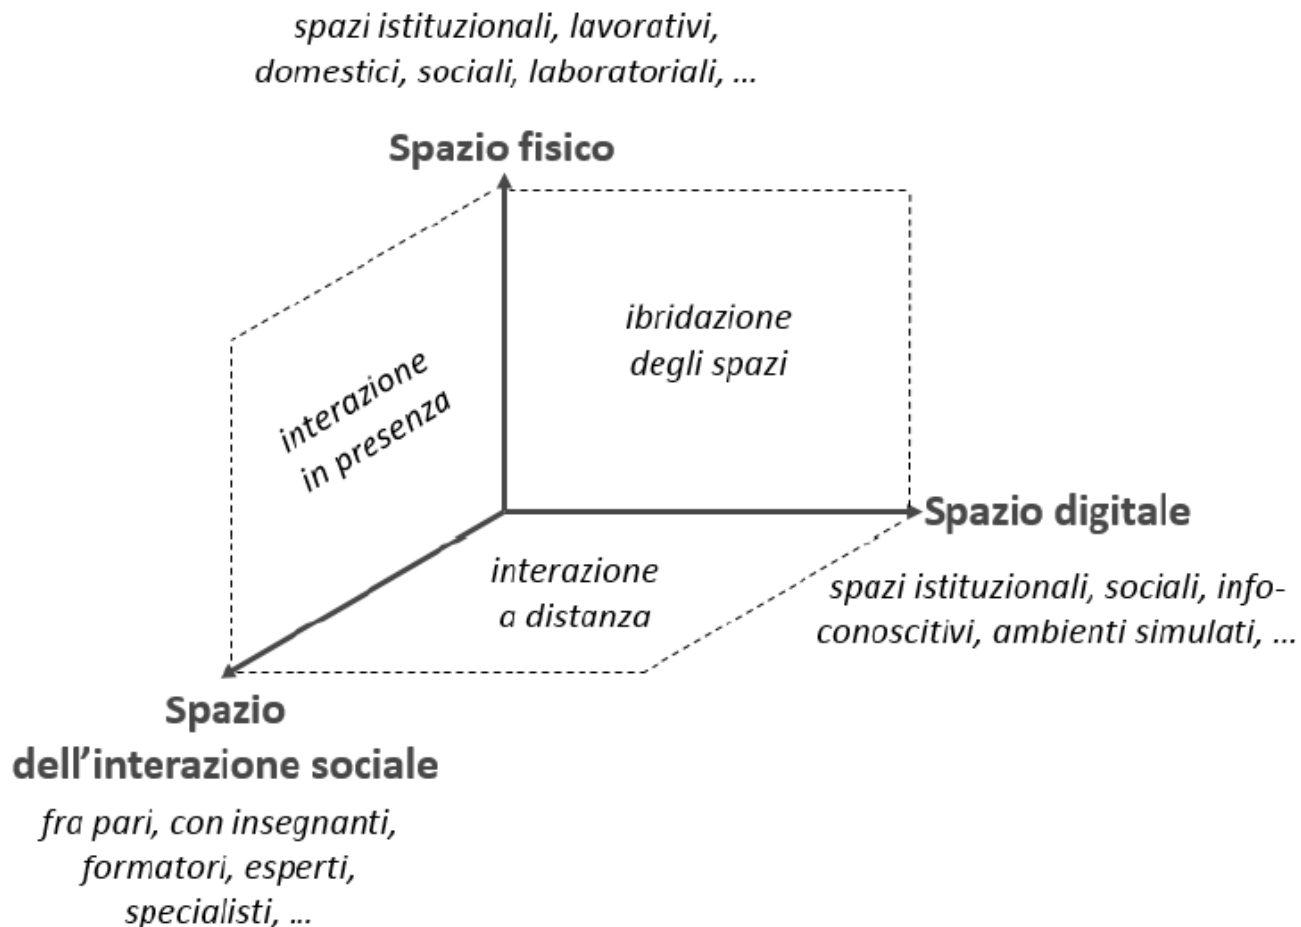 spazi istituzionali, lavorativi,
domestici, sociali, laboratoriali, ...
Spazio fisico
ibridazione
degli spazi
interazione
in presenza
Spazio digitale
interazione
a distanza
spazi istituzionali, sociali, info-
conoscitivi, ambienti simulati, ...
Spazio
dell'interazione sociale
fra pari, con insegnanti,
formatori, esperti,
specialisti, ...